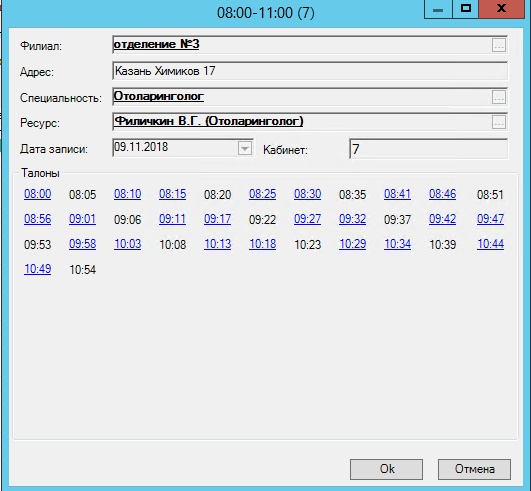 08:00-11:00 (7)
Филиал: отделение №3 ...
Адрес: Казань Химиков 17
Специальность: Отоларинголог ...
Ресурс: Филичкин В.Г. (Отоларинголог) ...
Дата записи: 09.11.2018 Кабинет: 7
Талоны
08:00 08:05 08:10 08:15 08:20 08:25 08:30 08:35 08:41 08:46 08:51
08:56 09:01 09:06 09:11 09:17 09:22 09:27 09:32 09:37 09:42 09:47
09:53 09:58 10:03 10:08 10:13 10:18 10:23 10:29 10:34 10:39 10:44
10:49 10:54
Ok Отмена